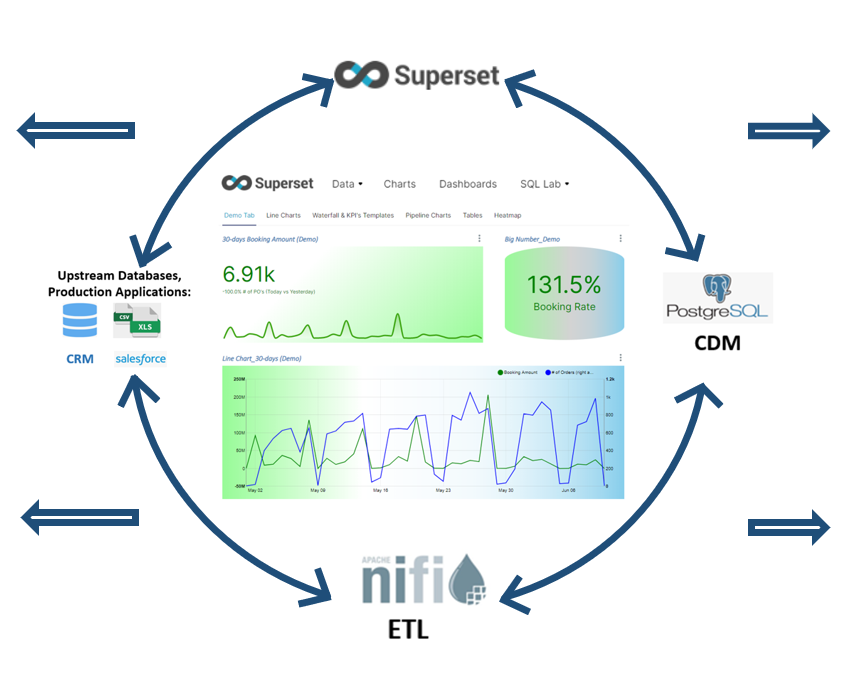 Superset
Superset Data Charts Dashboards SQL Lab
Demo Tab Line Charts Waterfall & KPI's Templates Pipeline Charts Tables Heatmap
30-days Booking Amount (Demo)
6.91k
-100.0% # of PO's (Today vs Yesterday)
Big Number_Demo
131.5%
Booking Rate
Upstream Databases,
Production Applications:
CSV
XLS
CRM
salesforce
PostgreSQL
CDM
Line Chart_30-days (Demo)
Booking Amount # of Orders (right a...
250M 1.2k
200M 1k
150M 800
100M 600
50M 400
0 200
-50M 0
May 02 May 09 May 16 May 23 May 30 Jun 06
APACHE
nifi
ETL